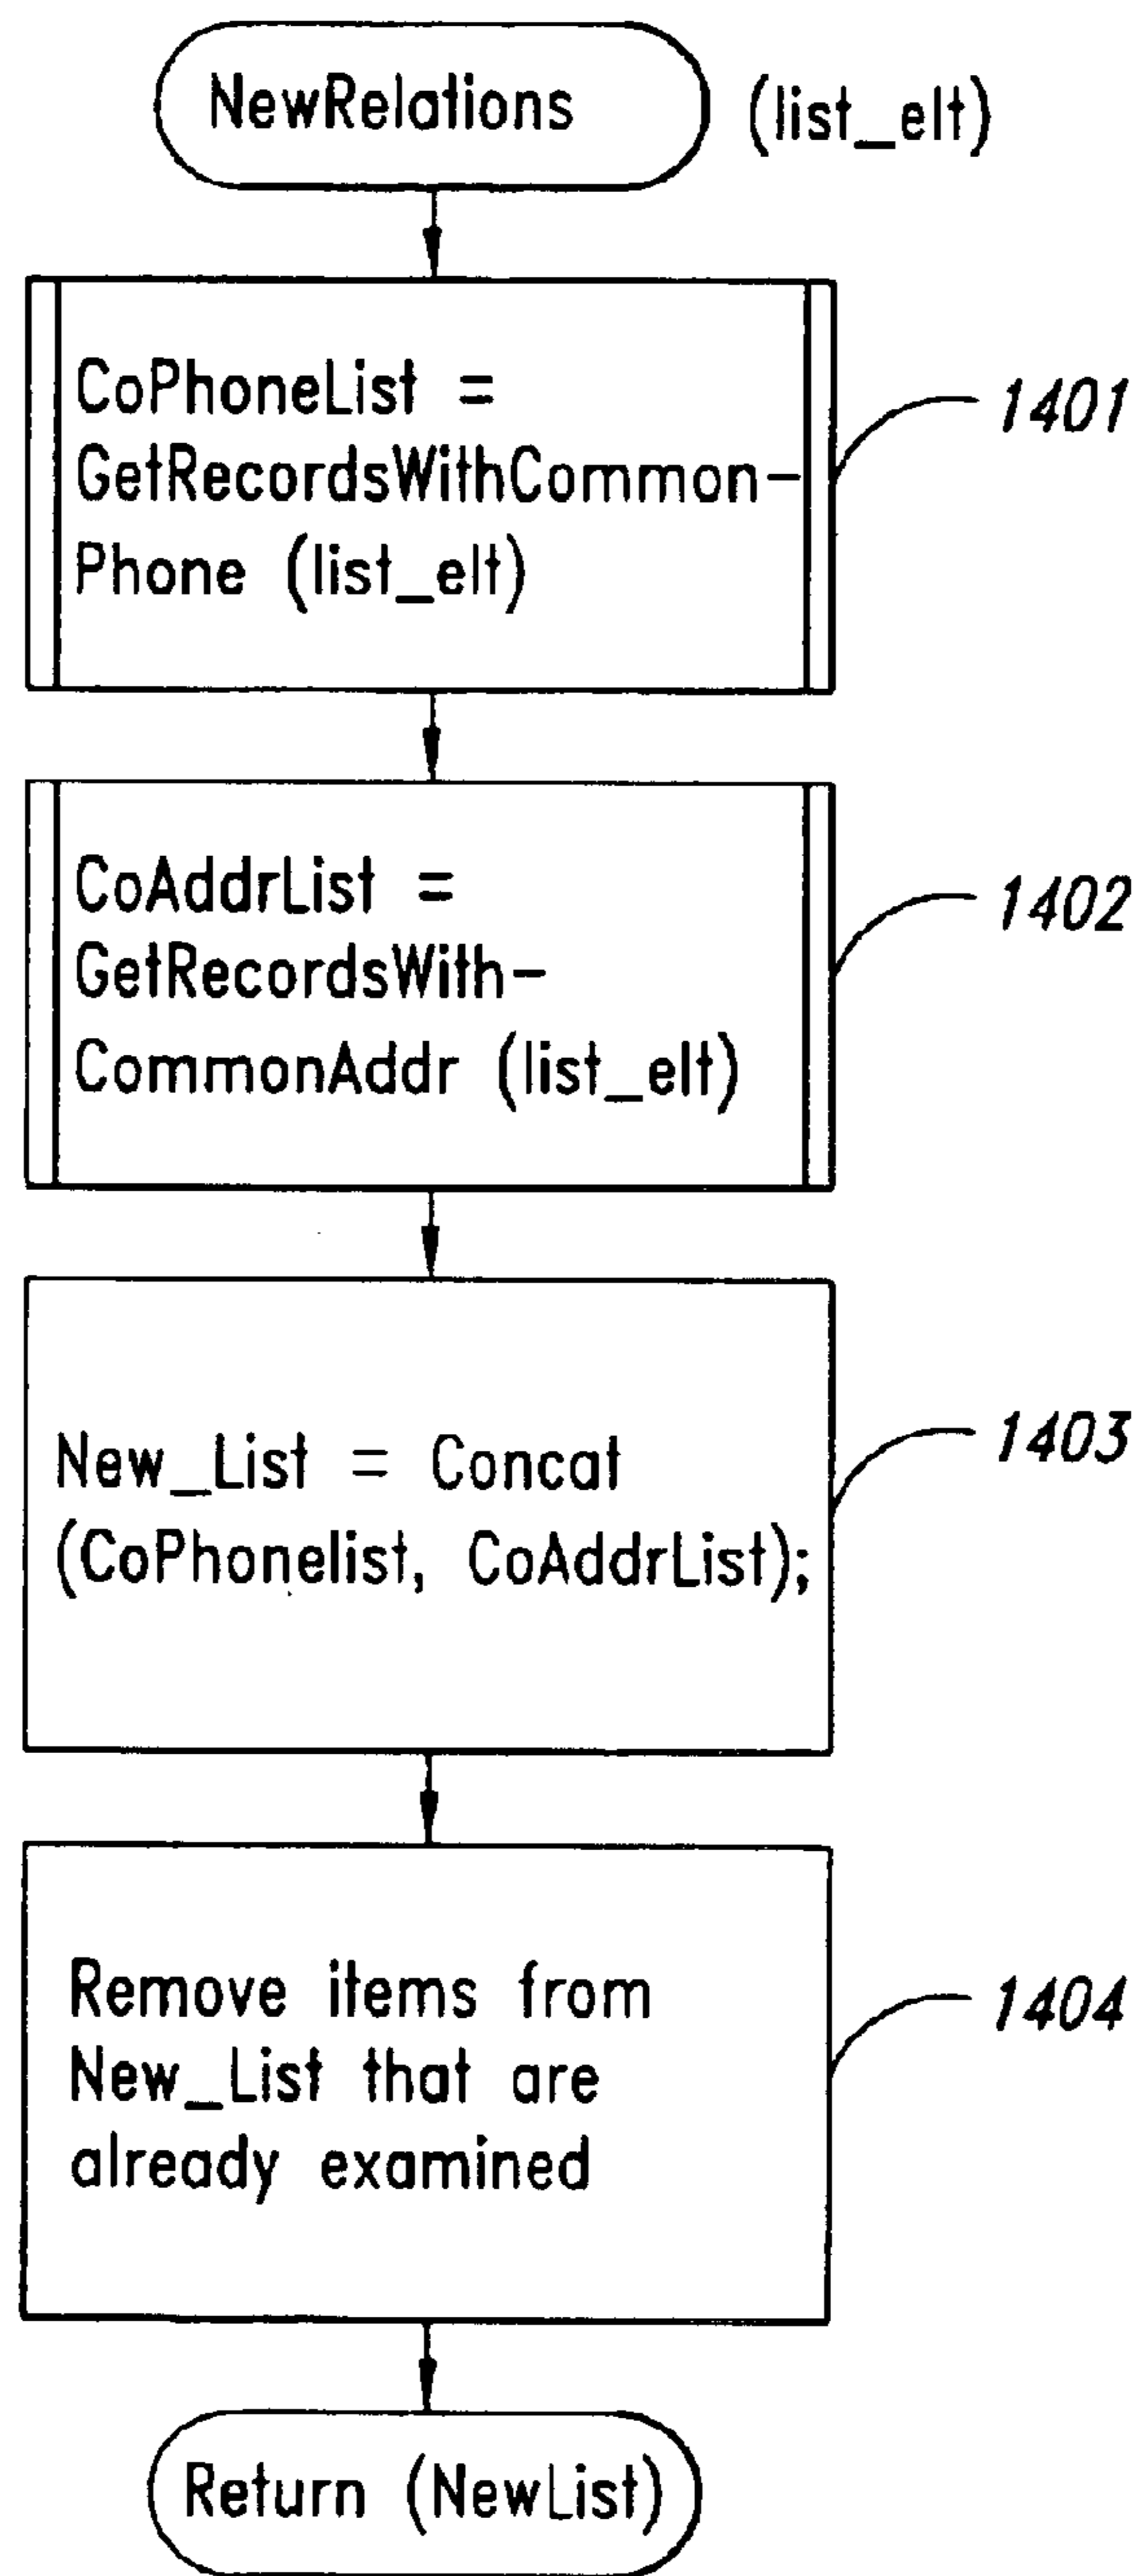 NewRelations (list_elt)
CoPhoneList =
GetRecordsWithCommon-
Phone (list_elt)
1401
CoAddrList =
GetRecordsWith-
CommonAddr (list_elt)
1402
New_List = Concat
(CoPhonelist, CoAddrList);
1403
Remove items from
New_List that are
already examined
1404
Return (NewList)